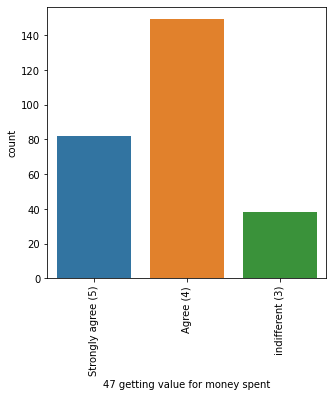 140
120
100
80
60
40
20
0
count
Strongly agree (5)
Agree (4)
indifferent (3)
47 getting value for money spent